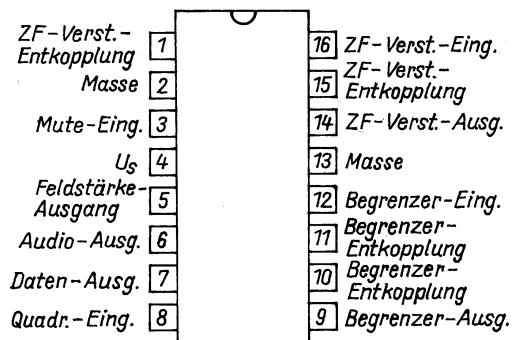 ZF-Verst.-
Entkopplung 1
Masse 2
Mute-Eing. 3
U_S 4
Feldstärke-
Ausgang 5
Audio-Ausg. 6
Daten-Ausg. 7
Quadr.-Eing. 8
16 ZF-Verst.-Eing.
ZF-Verst.-
15 Entkopplung
14 ZF-Verst.-Ausg.
13 Masse
12 Begrenzer-Eing.
Begrenzer-
11 Entkopplung
Begrenzer-
10 Entkopplung
9 Begrenzer-Ausg.